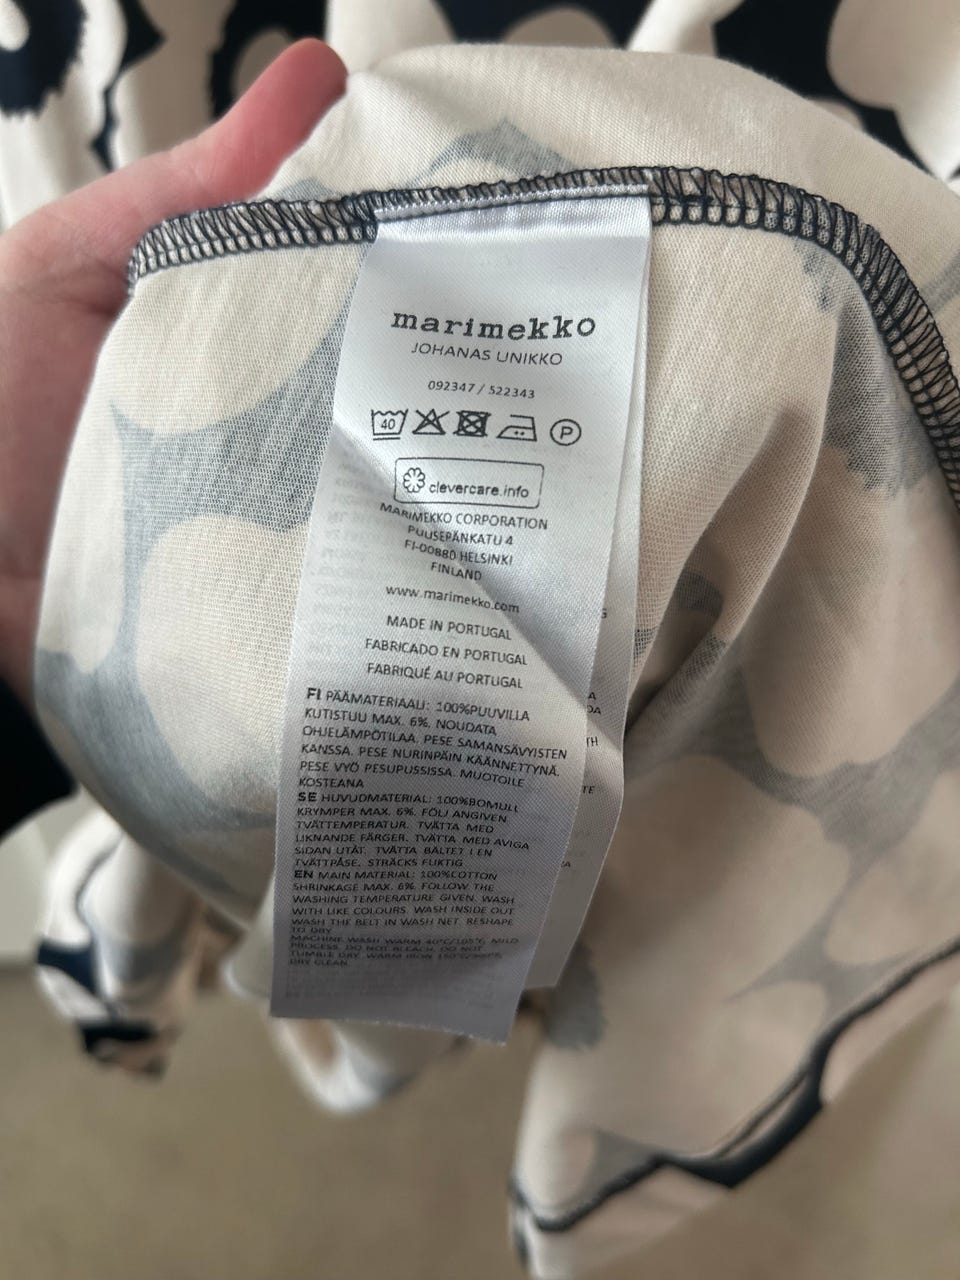 marimekko
JOHANAS UNIKKO
092347 / 522343
40 P
clevercare.info
MARIMEKKO CORPORATION
PUUSEPÄNKATU 4
FI-00880 HELSINKI
FINLAND
www.marimekko.com
MADE IN PORTUGAL
FABRICADO EN PORTUGAL
FABRIQUÉ AU PORTUGAL
FI PÄÄMATERIAALI: 100%PUUVILLA
KUTISTUU MAX. 6%. NOUDATA
OHJELÄMPÖTILAA. PESE SAMANSÄVYISTEN
KANSSA. PESE NURINPÄIN KÄÄNNETTYNÄ.
PESE VYÖ PESUPUSSISSA. MUOTOILE
KOSTEANA
SE HUVUDMATERIAL: 100%BOMULL
KRYMPER MAX. 6%. FÖLJ ANGIVEN
TVÄTTEMPERATUR. TVÄTTA MED
LIKNANDE FÄRGER. TVÄTTA MED AVIGA
SIDAN UTÅT. TVÄTTA BÄLTET I EN
TVÄTTPÅSE. STRÄCKS FUKTIG
EN MAIN MATERIAL: 100%COTTON
SHRINKAGE MAX. 6%. FOLLOW THE
WASHING TEMPERATURE GIVEN. WASH
WITH LIKE COLOURS. WASH INSIDE OUT.
WASH THE BELT IN WASH NET. RESHAPE
TO DRY
MACHINE WASH WARM 40°C/105°F, MILD
PROCESS. DO NOT BLEACH. DO NOT
TUMBLE DRY. WARM IRON 150°C/300°F.
DRY CLEAN